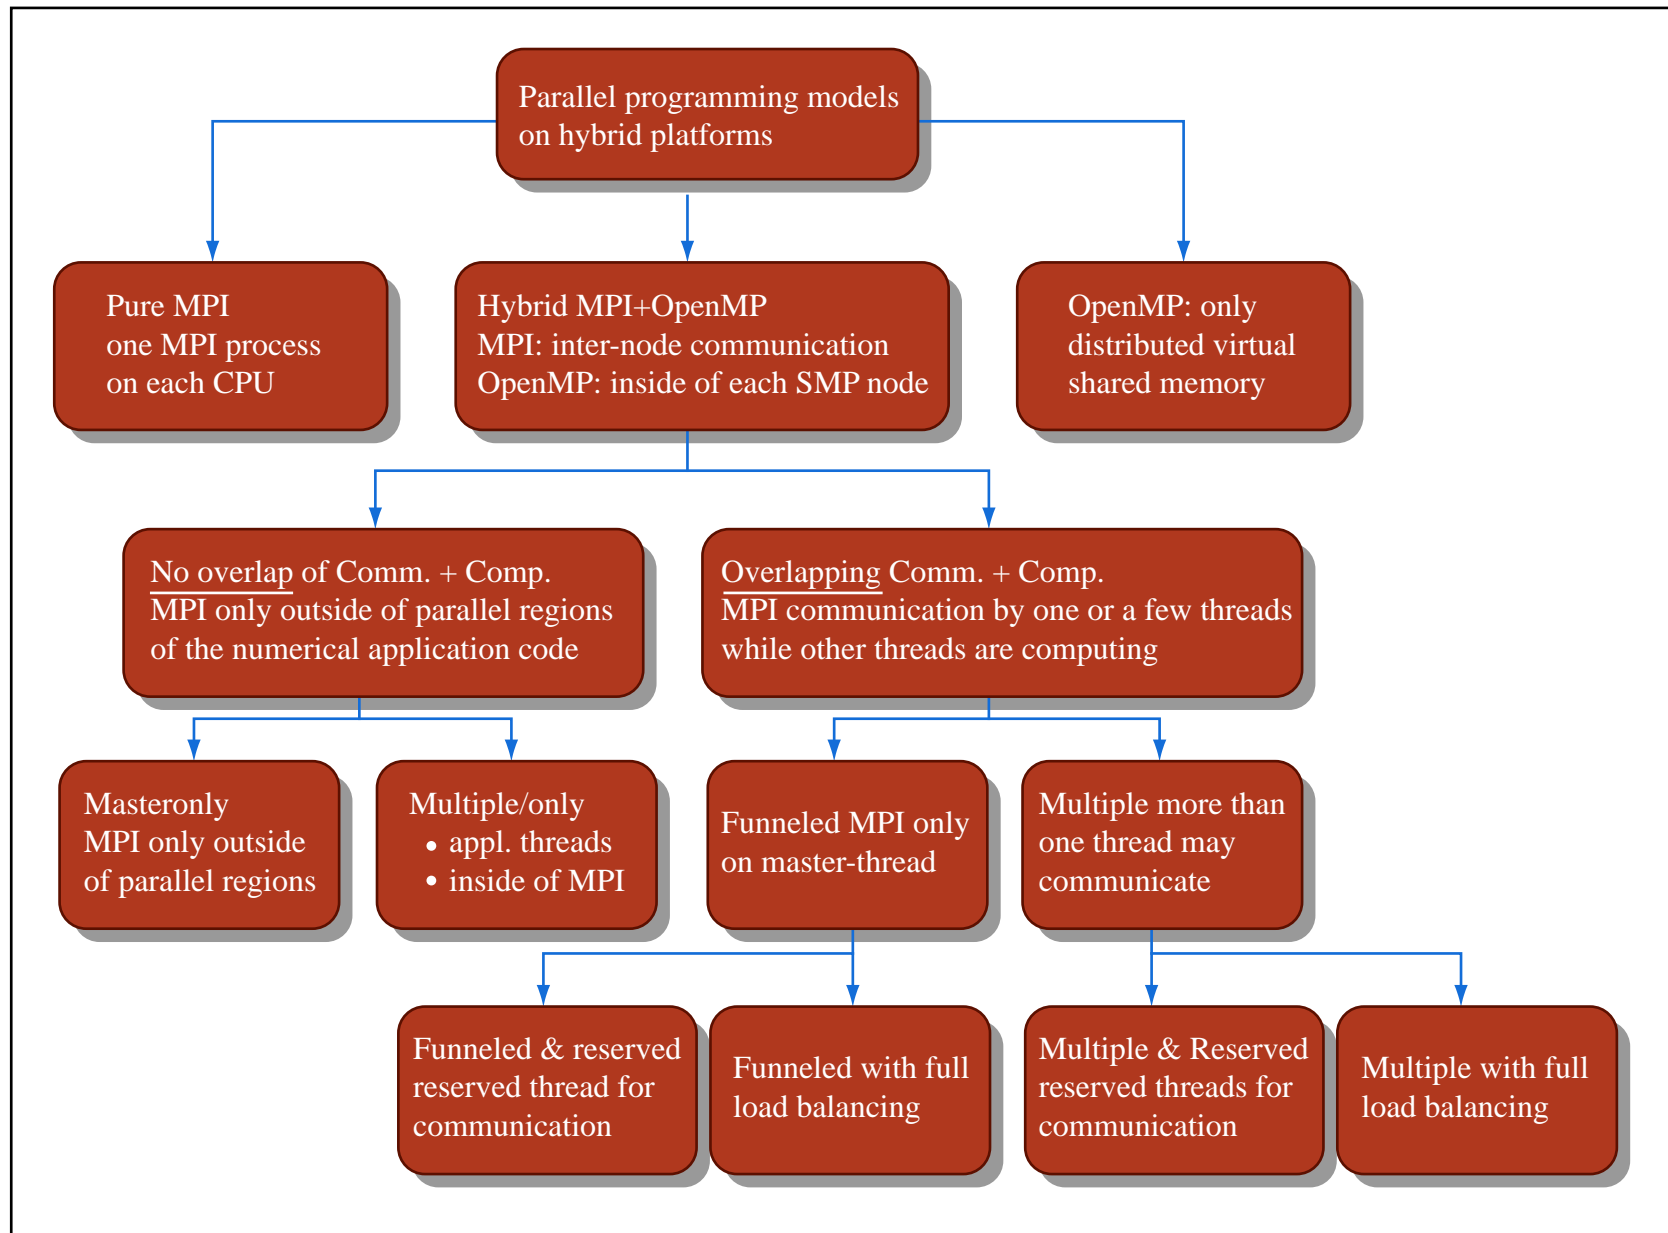 Parallel programming models
on hybrid platforms
Pure MPI
one MPI process
on each CPU
Hybrid MPI+OpenMP
MPI: inter-node communication
OpenMP: inside of each SMP node
OpenMP: only
distributed virtual
shared memory
No overlap of Comm. + Comp.
MPI only outside of parallel regions
of the numerical application code
Overlapping Comm. + Comp.
MPI communication by one or a few threads
while other threads are computing
Masteronly
MPI only outside
of parallel regions
Multiple/only
• appl. threads
• inside of MPI
Funneled MPI only
on master-thread
Multiple more than
one thread may
communicate
Funneled & reserved
reserved thread for
communication
Funneled with full
load balancing
Multiple & Reserved
reserved threads for
communication
Multiple with full
load balancing